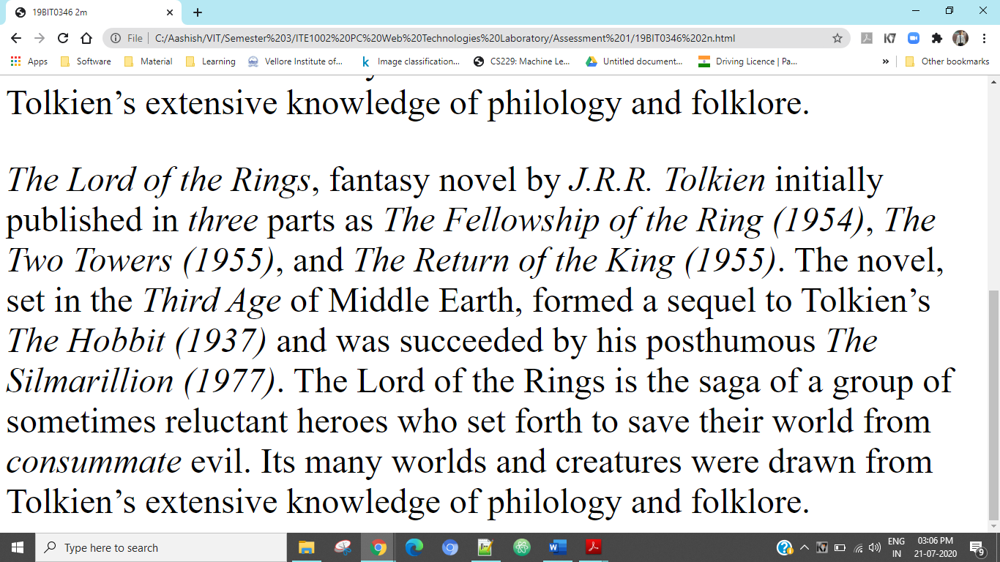 19BIT0346 2m
File | C:/Aashish/VIT/Semester%203/ITE1002%20PC%20Web%20Technologies%20Laboratory/Assessment%201/19BIT0346%202n.html
Apps Software Material Learning Vellore Institute of... Image classification... CS229: Machine Le... Untitled document... Driving Licence | Pa... » Other bookmarks
Tolkien’s extensive knowledge of philology and folklore.
The Lord of the Rings, fantasy novel by J.R.R. Tolkien initially
published in three parts as The Fellowship of the Ring (1954), The
Two Towers (1955), and The Return of the King (1955). The novel,
set in the Third Age of Middle Earth, formed a sequel to Tolkien’s
The Hobbit (1937) and was succeeded by his posthumous The
Silmarillion (1977). The Lord of the Rings is the saga of a group of
sometimes reluctant heroes who set forth to save their world from
consummate evil. Its many worlds and creatures were drawn from
Tolkien’s extensive knowledge of philology and folklore.
Type here to search
ENG 03:06 PM
IN 21-07-2020 9